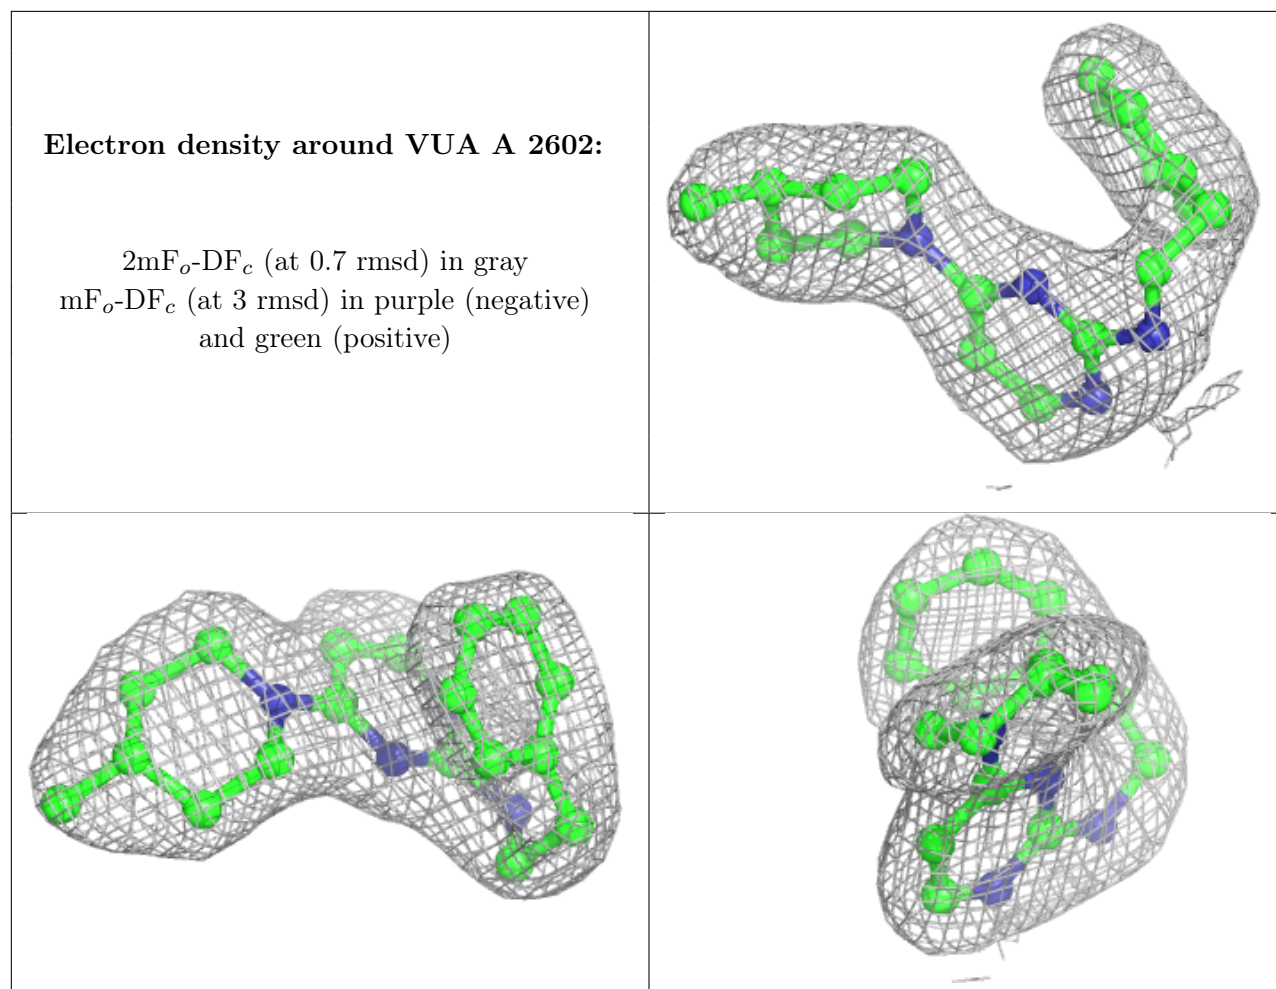 Electron density around VUA A 2602:
2mFo-DFc (at 0.7 rmsd) in gray
mFo-DFc (at 3 rmsd) in purple (negative)
and green (positive)